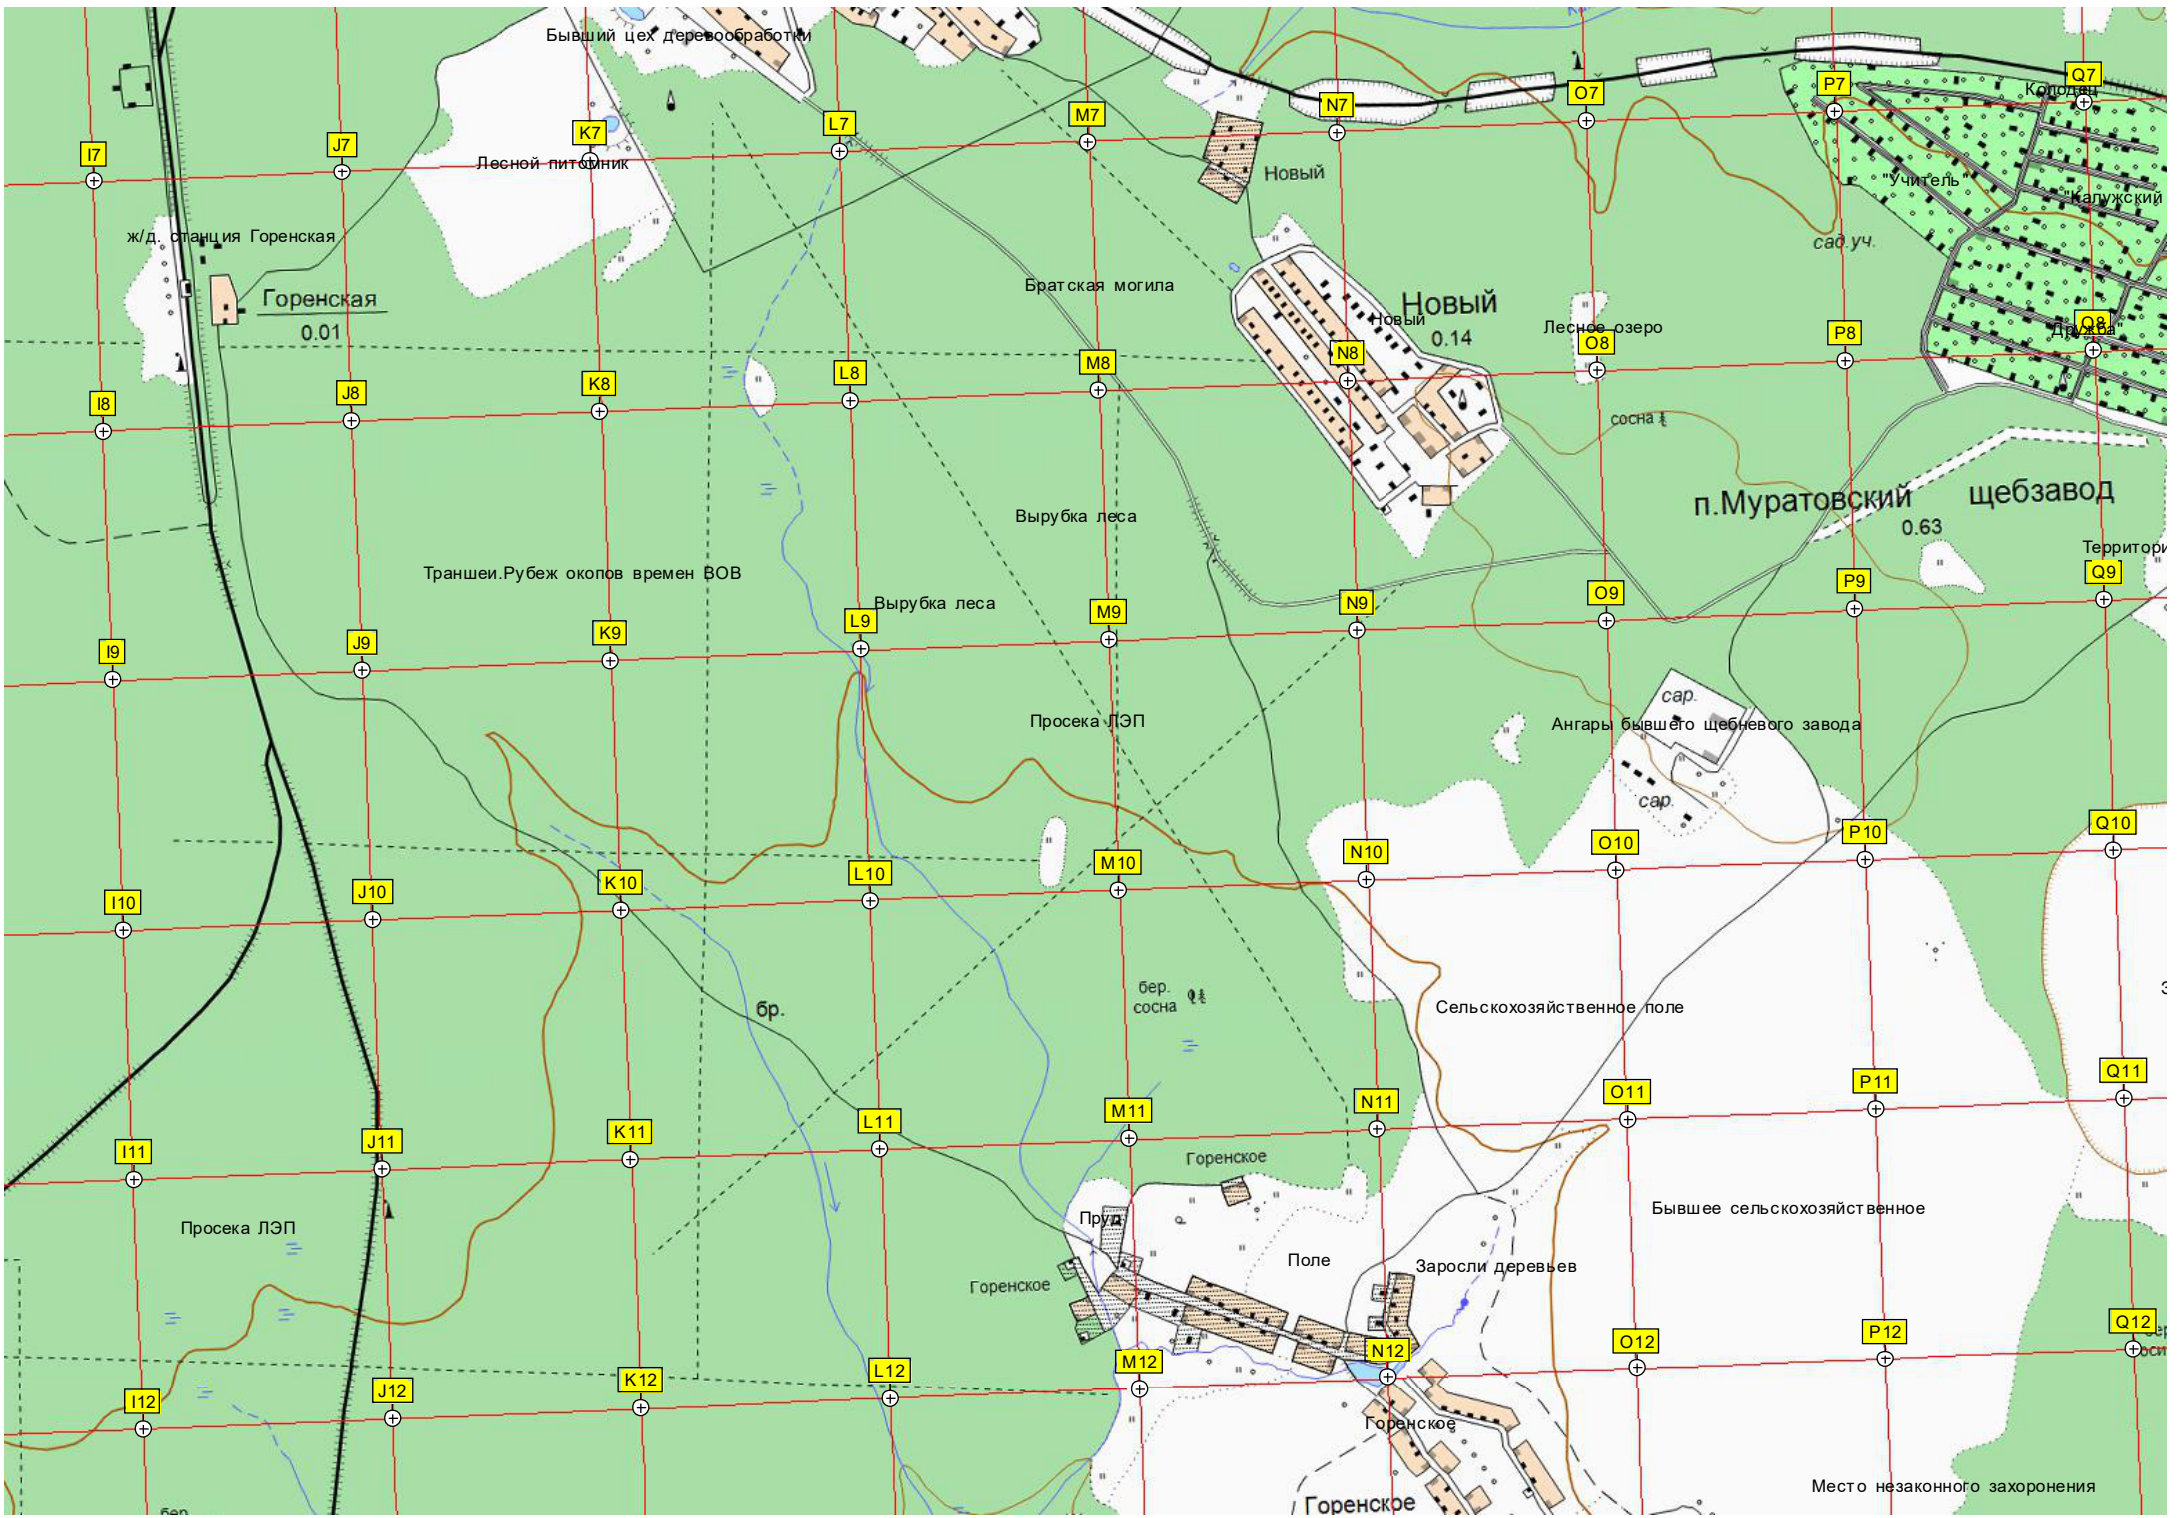 Бывший цех деревообработки
Q7
P7
Колодец
O7
N7
M7
L7
K7
J7
I7
Лесной питомник
Новый
"Учитель"
"Калужский
ж/д. станция Горенская
сад.уч.
Братская могила
Горенская
0.01
Новый
Новый
0.14
Лесное озеро
Q8
Дружба"
P8
O8
N8
M8
L8
K8
J8
I8
сосна
п.Муратовский щебзавод
0.63
Вырубка леса
Траншеи.Рубеж окопов времен ВОВ
Вырубка леса
Q9
P9
O9
N9
M9
L9
K9
J9
I9
сар.
Просека ЛЭП
Ангары бывшего щебневого завода
сар.
Q10
P10
O10
N10
M10
L10
K10
J10
I10
бер.
сосна
бр.
Сельскохозяйственное поле
Q11
P11
O11
N11
M11
L11
K11
J11
I11
Горенское
Просека ЛЭП
Пруд
Бывшее сельскохозяйственное
Поле
Заросли деревьев
Горенское
Q12
P12
O12
N12
M12
L12
K12
J12
I12
Горенское
Место незаконного захоронения
Горенское
бер.